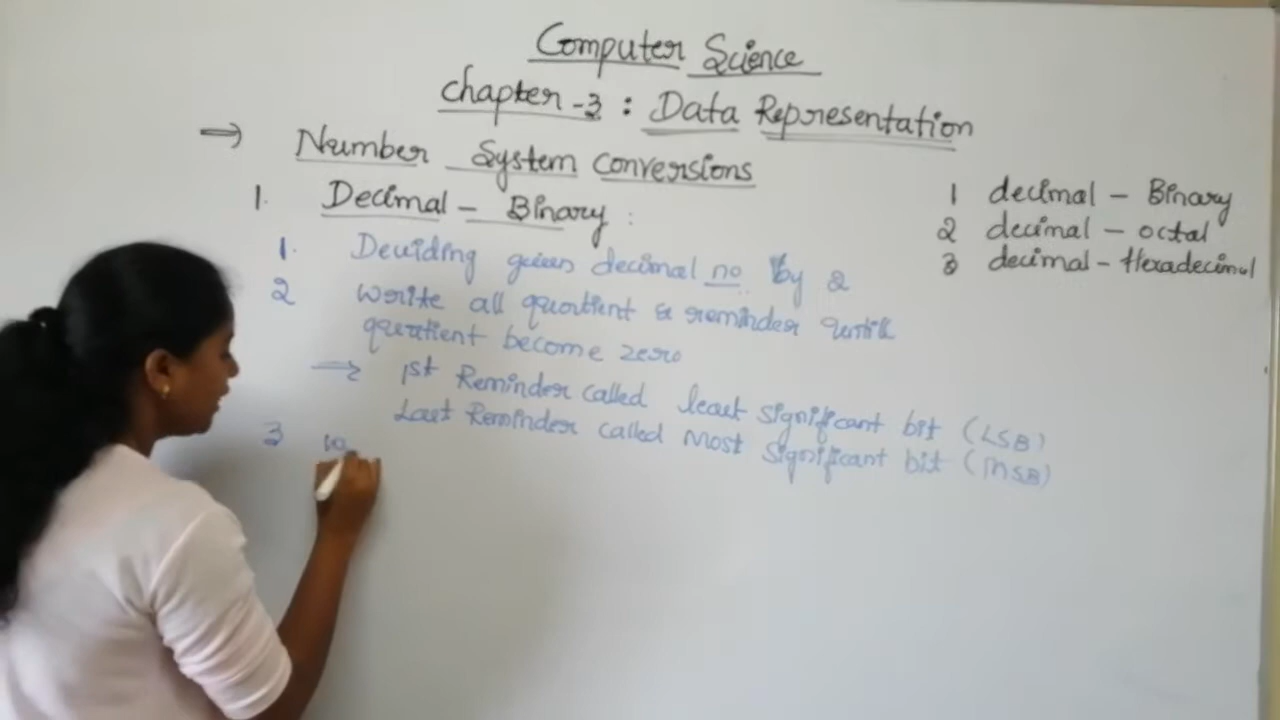 Computer Science
Chapter -3 : Data Representation
⇒ Number System Conversions
1. Decimal - Binary :
1. Deviding given decimal no by 2
2 write all quotient & reminder untill
quotient become zero
⇒ 1st Reminder called least significant bit (LSB)
Last Reminder called Most significant bit (MSB)
3
1 decimal - Binary
2 decimal - octal
3 decimal - Hexadecimal